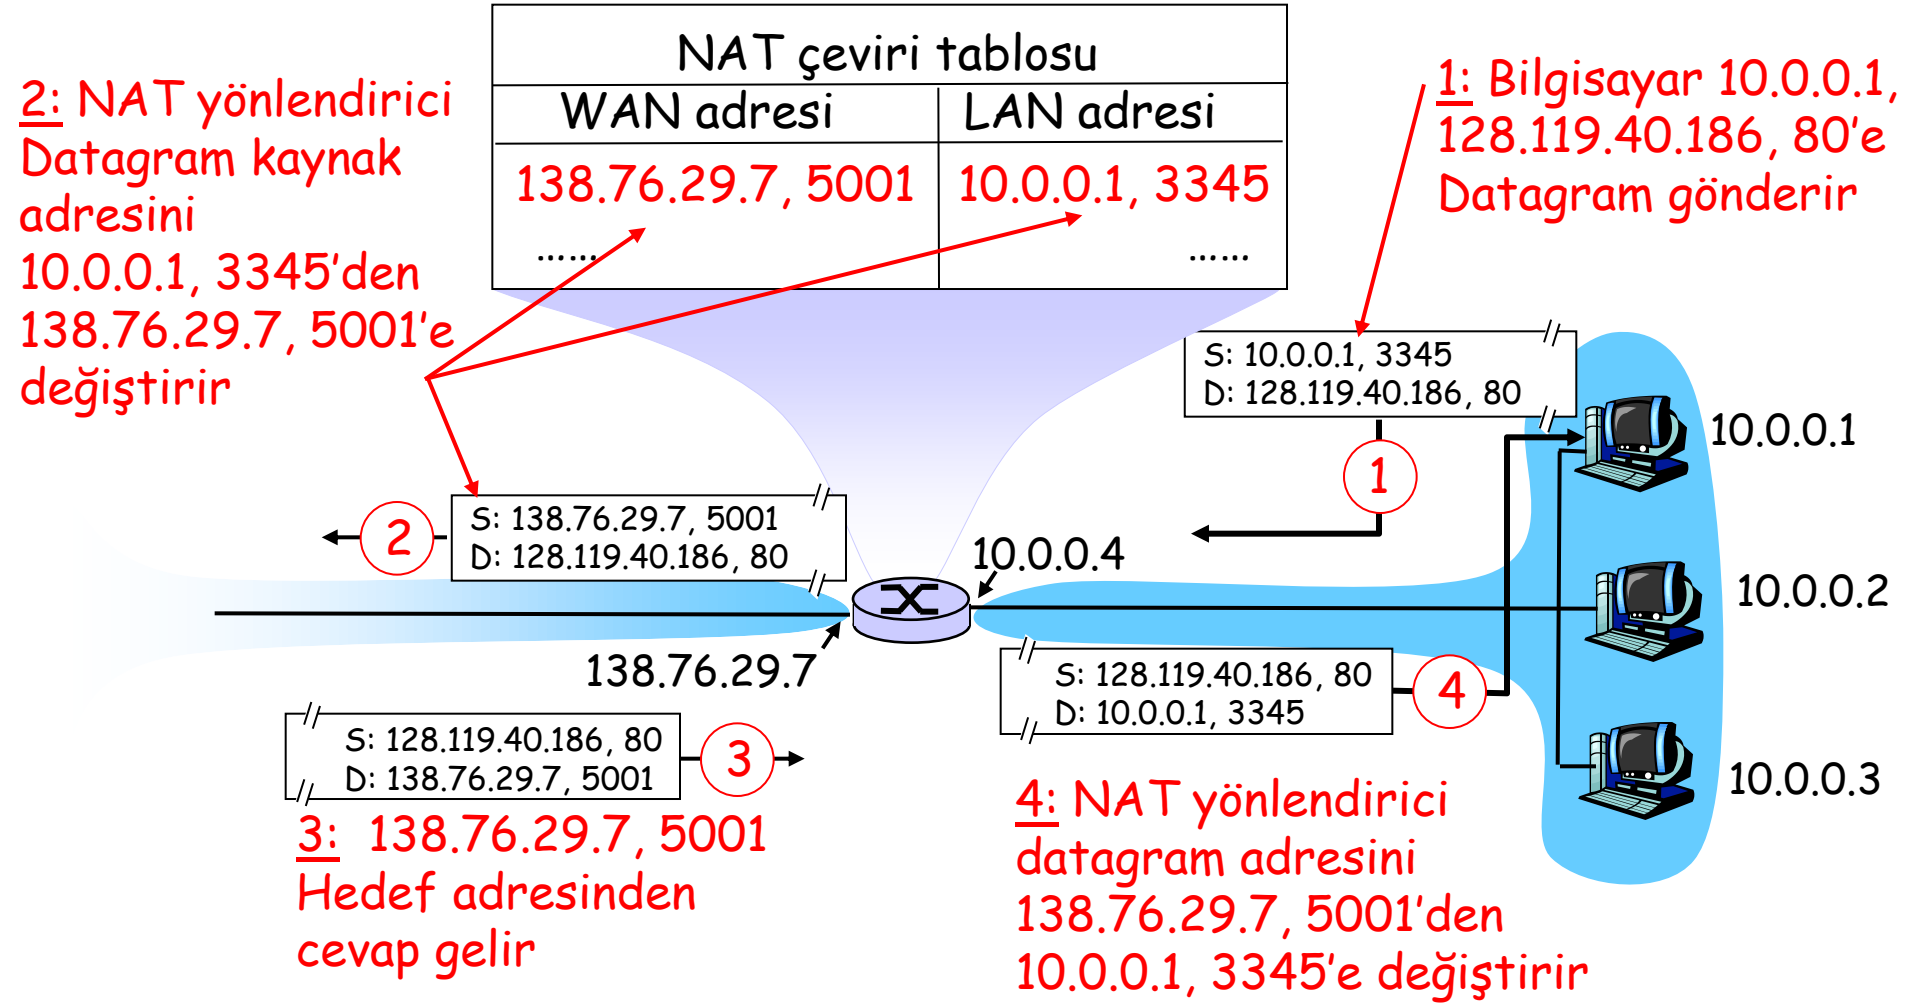 NAT çeviri tablosu
WAN adresi
LAN adresi
138.76.29.7, 5001
10.0.0.1, 3345
……
……
1: Bilgisayar 10.0.0.1,
128.119.40.186, 80’e
Datagram gönderir
2: NAT yönlendirici
Datagram kaynak
adresini
10.0.0.1, 3345’den
138.76.29.7, 5001’e
değiştirir
S: 10.0.0.1, 3345
D: 128.119.40.186, 80
1
10.0.0.1
S: 138.76.29.7, 5001
D: 128.119.40.186, 80
2
10.0.0.4
10.0.0.2
138.76.29.7
S: 128.119.40.186, 80
D: 10.0.0.1, 3345
4
S: 128.119.40.186, 80
D: 138.76.29.7, 5001
3
10.0.0.3
3: 138.76.29.7, 5001
Hedef adresinden
cevap gelir
4: NAT yönlendirici
datagram adresini
138.76.29.7, 5001’den
10.0.0.1, 3345’e değiştirir